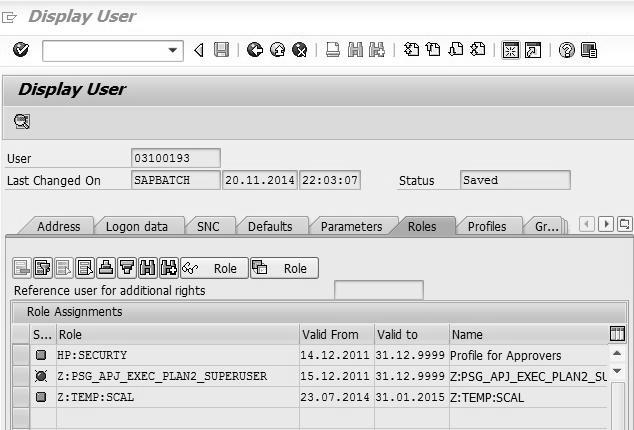 Display User
Display User
User 03100193
Last Changed On SAPBATCH 20.11.2014 22:03:07 Status Saved
Address Logon data SNC Defaults Parameters Roles Profiles Gr...
Role Role
Reference user for additional rights
Role Assignments
S... Role Valid From Valid to Name
HP:SECURTY 14.12.2011 31.12.9999 Profile for Approvers
Z:PSG_APJ_EXEC_PLAN2_SUPERUSER 15.12.2011 31.12.9999 Z:PSG_APJ_EXEC_PLAN2_SU
Z:TEMP:SCAL 23.07.2014 31.01.2015 Z:TEMP:SCAL